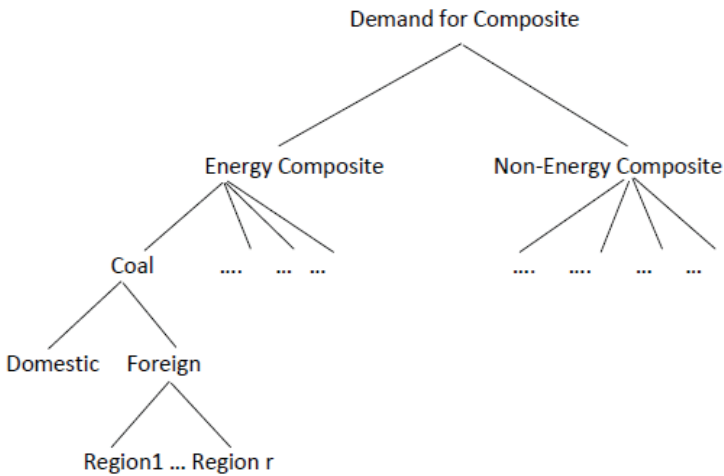 Demand for Composite
Energy Composite Non-Energy Composite
Coal .... ... ... .... .... ... ...
Domestic Foreign
Region1 ... Region r